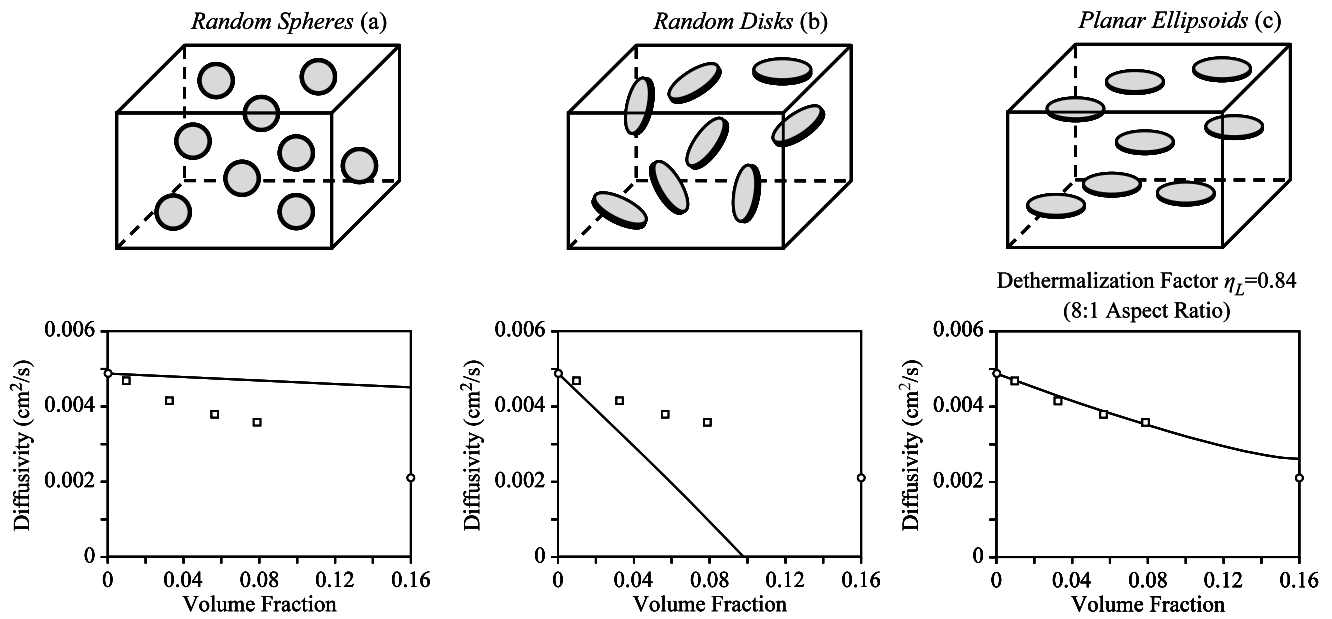 Random Spheres (a)
Random Disks (b)
Planar Ellipsoids (c)
Dethermalization Factor η_L=0.84
(8:1 Aspect Ratio)
Diffusivity (cm²/s)
0.006
0.004
0.002
0
0 0.04 0.08 0.12 0.16
Volume Fraction
Diffusivity (cm²/s)
0.006
0.004
0.002
0
0 0.04 0.08 0.12 0.16
Volume Fraction
Diffusivity (cm²/s)
0.006
0.004
0.002
0
0 0.04 0.08 0.12 0.16
Volume Fraction